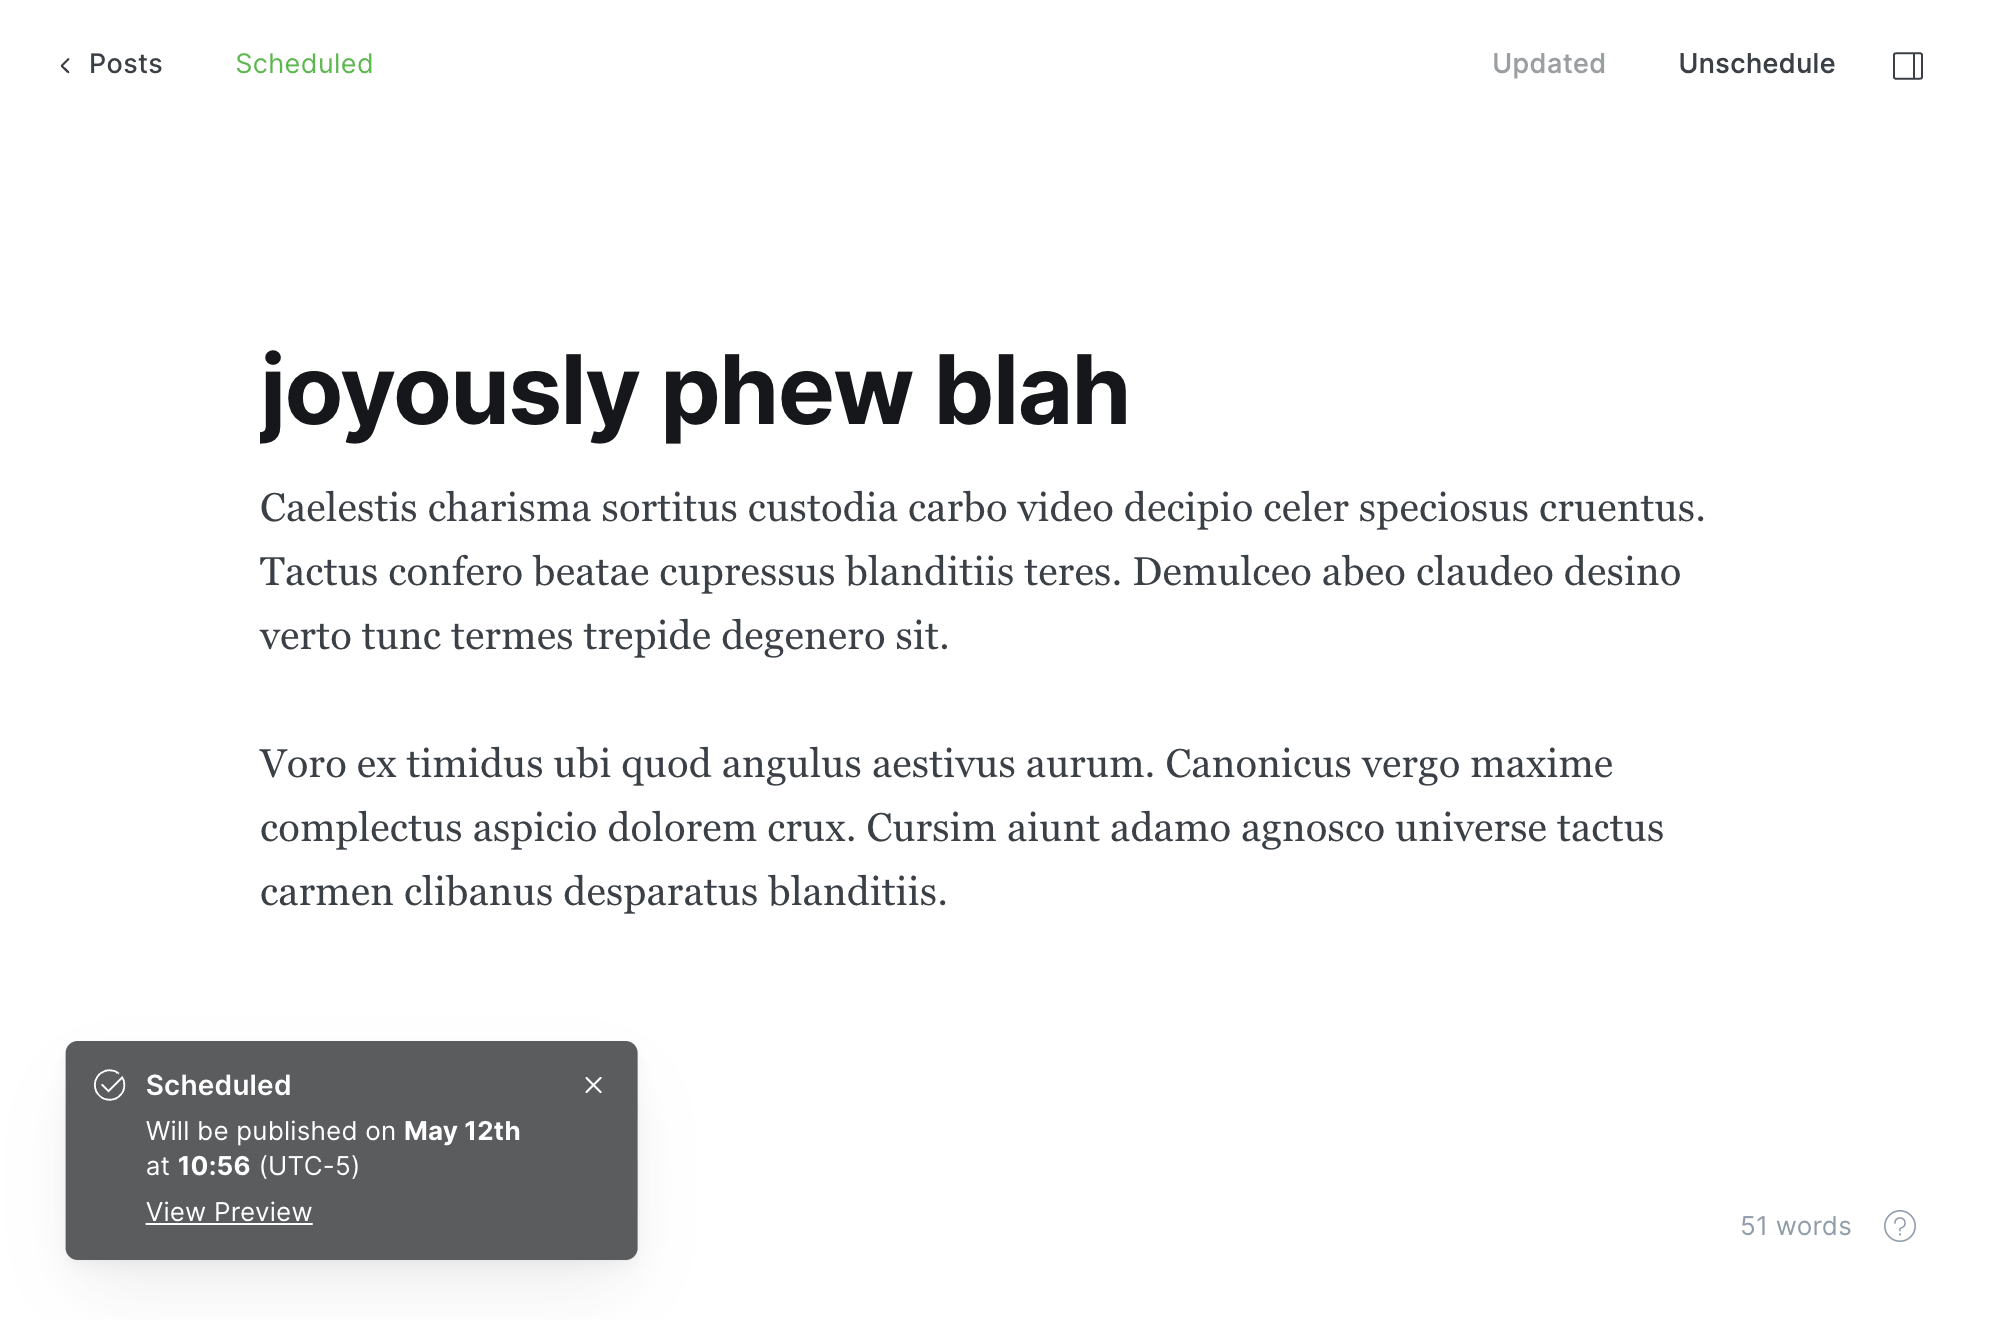 Posts Scheduled Updated Unschedule
joyously phew blah
Caelestis charisma sortitus custodia carbo video decipio celer speciosus cruentus.
Tactus confero beatae cupressus blanditiis teres. Demulceo abeo claudeo desino
verto tunc termes trepide degenero sit.
Voro ex timidus ubi quod angulus aestivus aurum. Canonicus vergo maxime
complectus aspicio dolorem crux. Cursim aiunt adamo agnosco universe tactus
carmen clibanus desparatus blanditiis.
Scheduled
Will be published on May 12th
at 10:56 (UTC-5)
View Preview
51 words